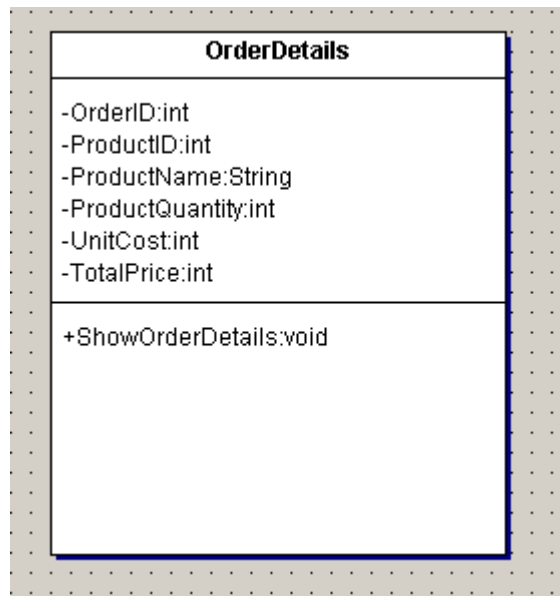 OrderDetails
-OrderID:int
-ProductID:int
-ProductName:String
-ProductQuantity:int
-UnitCost:int
-TotalPrice:int
+ShowOrderDetails:void